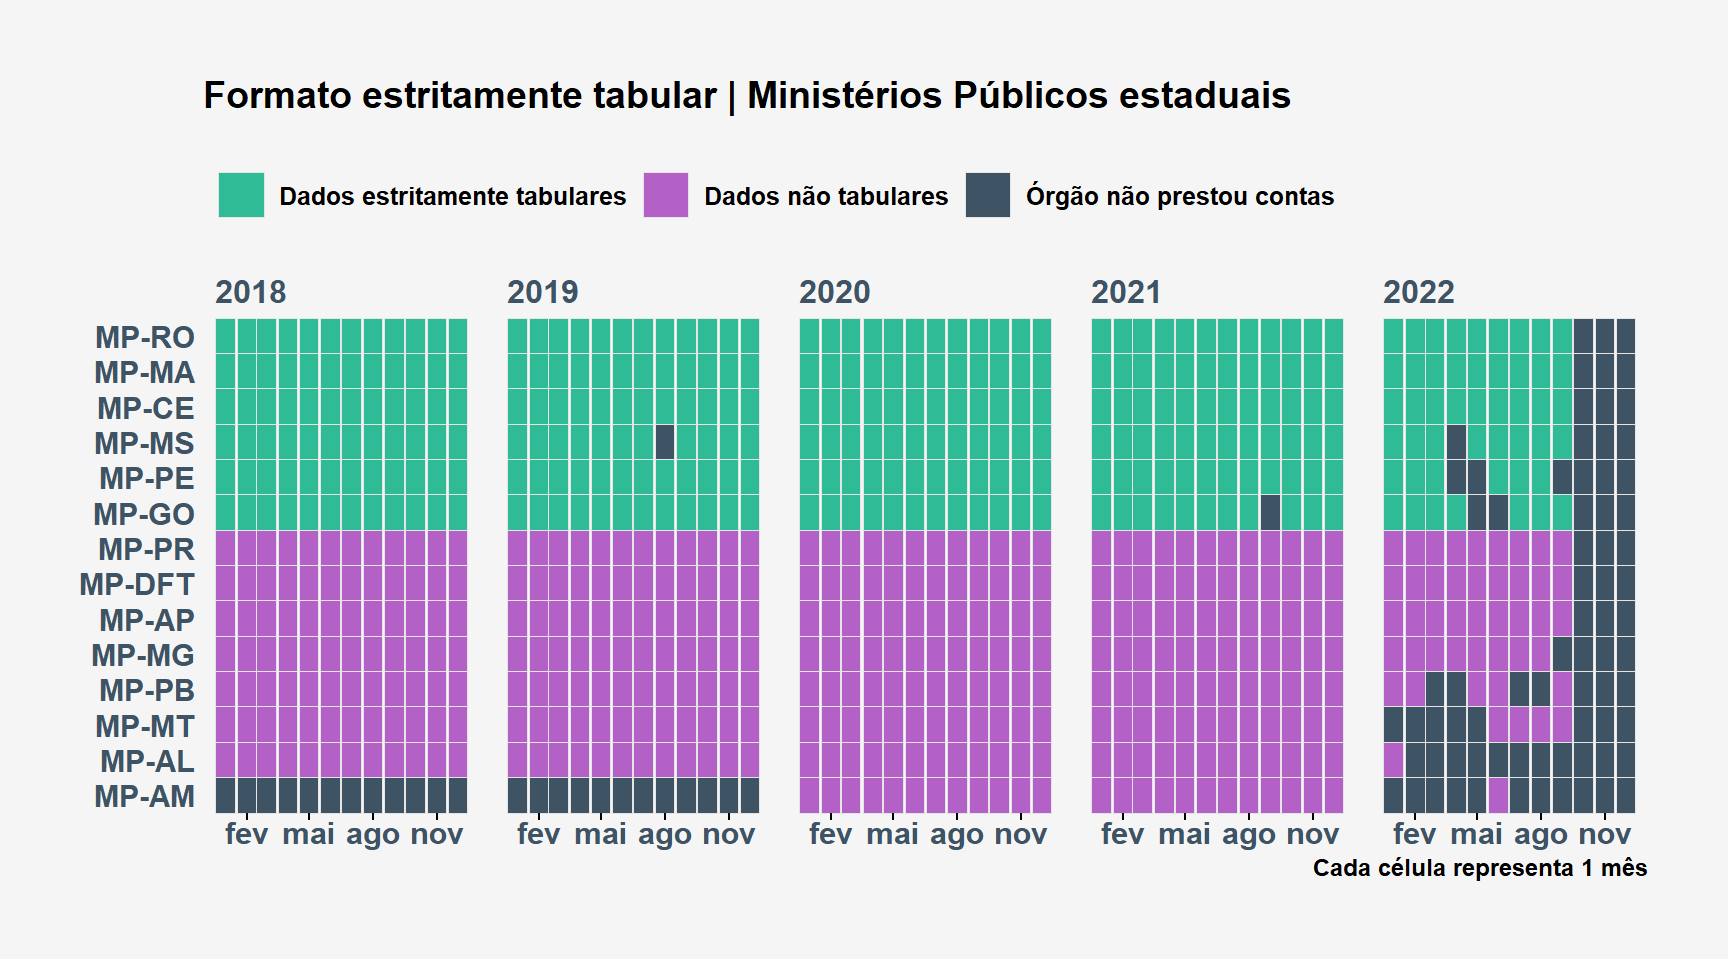 Formato estritamente tabular | Ministérios Públicos estaduais
Dados estritamente tabulares Dados não tabulares Órgão não prestou contas
2018 2019 2020 2021 2022
MP-RO
MP-MA
MP-CE
MP-MS
MP-PE
MP-GO
MP-PR
MP-DFT
MP-AP
MP-MG
MP-PB
MP-MT
MP-AL
MP-AM
fev mai ago nov fev mai ago nov fev mai ago nov fev mai ago nov fev mai ago nov
Cada célula representa 1 mês